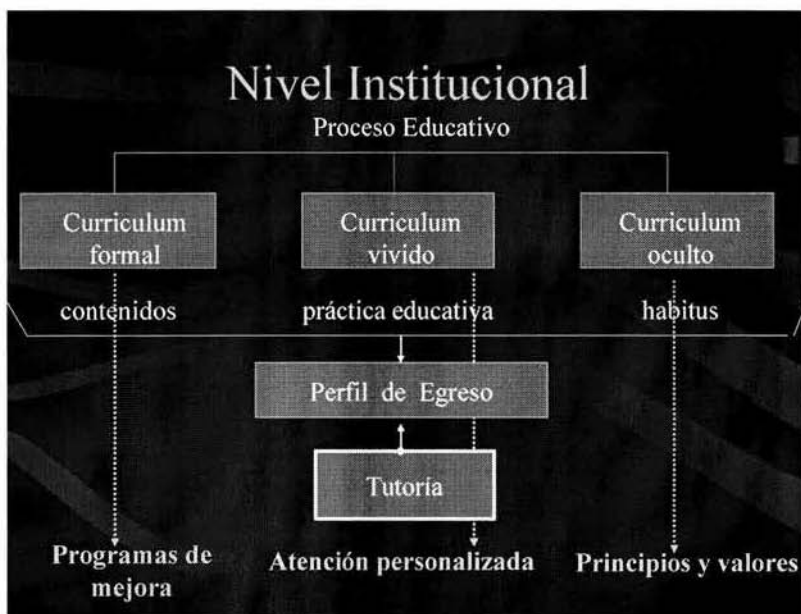 Nivel Institucional
Proceso Educativo
Curriculum
formal
Curriculum
vivido
Curriculum
oculto
contenidos
práctica educativa
habitus
Perfil de Egreso
Tutoría
Programas de
mejora
Atención personalizada
Principios y valores